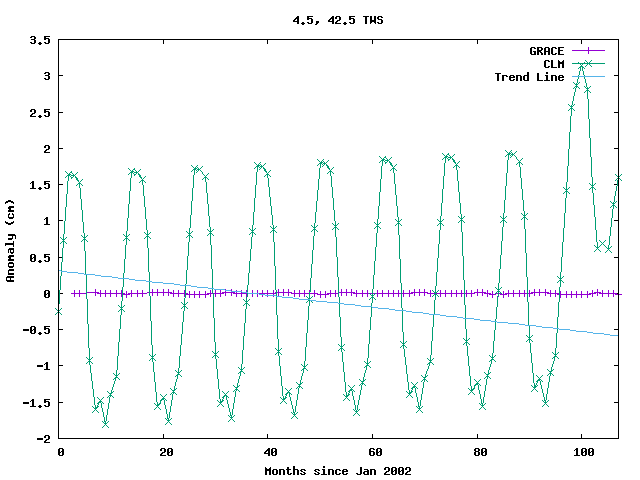 4.5, 42.5 TWS
GRACE
CLM
Trend Line
3.5
3
2.5
2
1.5
1
0.5
0
-0.5
-1
-1.5
-2
Anomaly (cm)
0 20 40 60 80 100
Months since Jan 2002